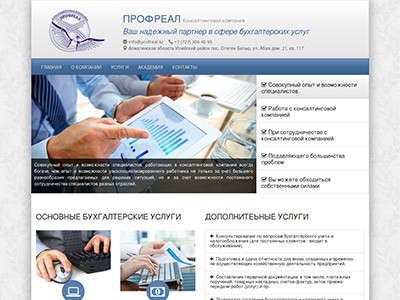 ПРОФРЕАЛ
ПРОФРЕАЛ Консалтинговая компания
Ваш надежный партнер в сфере бухгалтерских услуг
info@profreal.kz +7 (727) 308 40 95
Алматинская область Илийский район пос. Отеген Батыр, ул. Абая дом. 21, кв. 117
ГЛАВНАЯ О КОМПАНИИ УСЛУГИ АКАДЕМИЯ КОНТАКТЫ
Совокупный опыт и возможности специалистов
Работа с консалтинговой компанией
При сотрудничестве с консалтинговой компанией
Подавляющего большинства проблем
Вы можете обходиться собственными силами
Совокупный опыт и возможности специалистов работающих в консалтинговой компании всегда
богаче, чем опыт и возможности узкоспециализированного работника не только за счет большего
разнообразия предлагаемых для решения ситуаций, но и за счет возможности постоянного
сотрудничества специалистов разных отраслей.
ОСНОВНЫЕ БУХГАЛТЕРСКИЕ УСЛУГИ
ДОПОЛНИТЕЬНЫЕ УСЛУГИ
Консультирование по вопросам бухгалтерского учета и
налогообложения (для постоянных клиентов - входит в
обслуживание).
Подготовка и сдача отчетности для вновь созданных и временно
не осуществляющих хозяйственную деятельность предприятий.
Составление первичной документации, в том числе, платежных
поручений, товарных накладных, счетов-фактур, актов приема-
передачи работ (услуг) и пр.